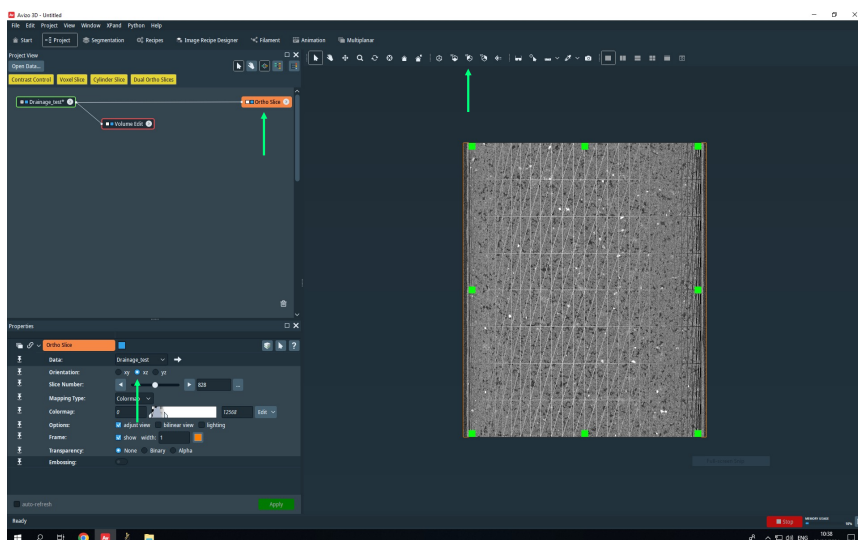 Avizo 3D - Untitled
File Edit Project View Window XPand Python Help
Start Project Segmentation Recipes Image Recipe Designer Filament Animation Multiplanar
Project View
Open Data...
Contrast Control Voxel Slice Cylinder Slice Dual Ortho Slices
Drainage_test* Ortho Slice
Volume Edit
Properties
Ortho Slice ?
Data: Drainage_test
Orientation: xy xz yz
Slice Number: 828 ...
Mapping Type: Colormap
Colormap: 0 12568 Edit
Options: adjust view bilinear view lighting
Frame: show width: 1
Transparency: None Binary Alpha
Embossing:
auto-refresh Apply
Ready Stop MEMORY USAGE
ENG 10:38